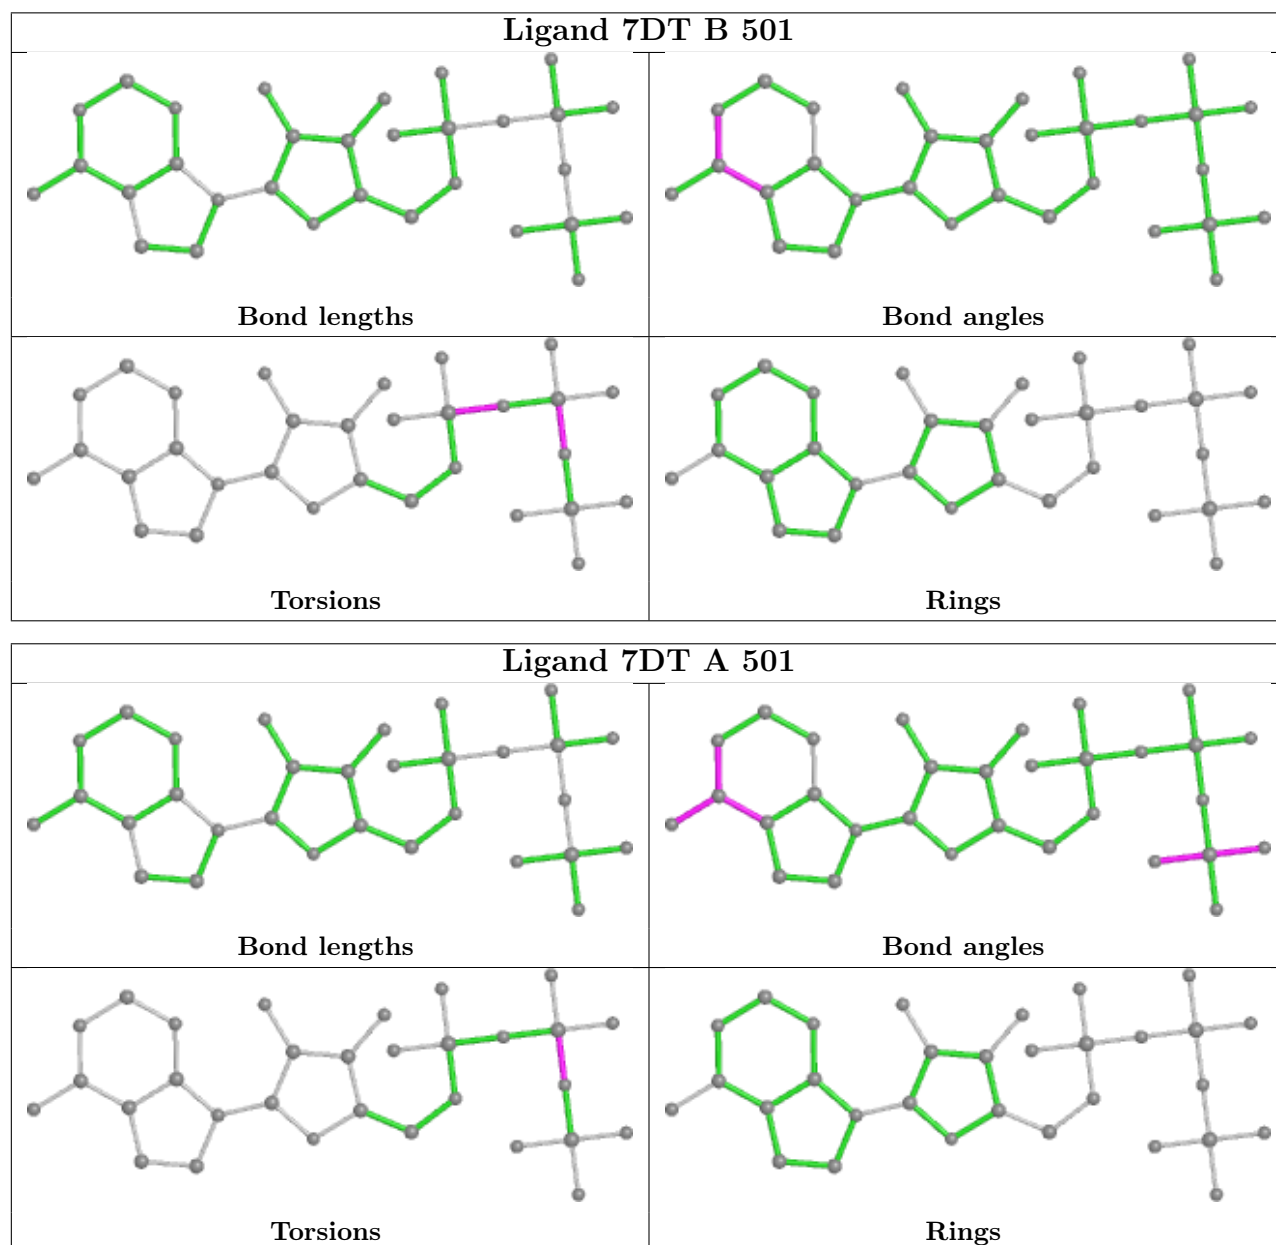 Ligand 7DT B 501
Bond lengths
Bond angles
Torsions
Rings
Ligand 7DT A 501
Bond lengths
Bond angles
Torsions
Rings